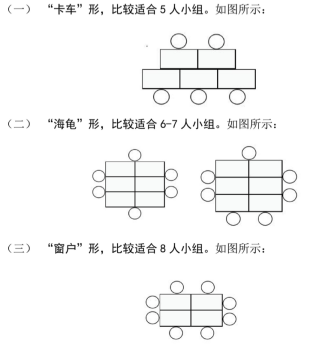 （一） “卡车”形，比较适合 5 人小组。如图所示：
（二） “海龟”形，比较适合 6-7 人小组。如图所示：
（三） “窗户”形，比较适合 8 人小组。如图所示：